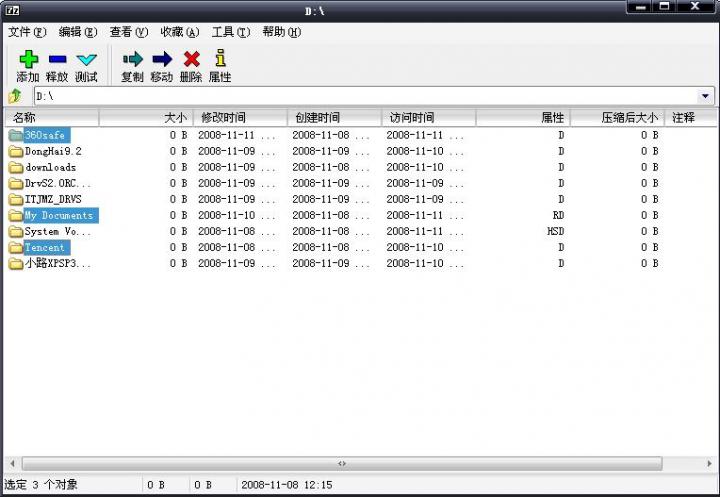 7z D:\
文件(F) 编辑(E) 查看(V) 收藏(A) 工具(T) 帮助(H)
添加 释放 测试 复制 移动 删除 属性
D:\
名称 大小 修改时间 创建时间 访问时间 属性 压缩后大小 注释
360safe 0 B 2008-11-11 ... 2008-11-08 ... 2008-11-11 ... D 0 B
DongHai9.2 0 B 2008-11-09 ... 2008-11-09 ... 2008-11-10 ... D 0 B
downloads 0 B 2008-11-09 ... 2008-11-08 ... 2008-11-10 ... D 0 B
DrvS2.ORC... 0 B 2008-11-09 ... 2008-11-09 ... 2008-11-09 ... D 0 B
ITJMZ_DRVS 0 B 2008-11-09 ... 2008-11-09 ... 2008-11-09 ... D 0 B
My Documents 0 B 2008-11-10 ... 2008-11-08 ... 2008-11-11 ... RD 0 B
System Vo... 0 B 2008-11-08 ... 2008-11-08 ... 2008-11-11 ... HSD 0 B
Tencent 0 B 2008-11-08 ... 2008-11-08 ... 2008-11-10 ... D 0 B
小路XPSP3... 0 B 2008-11-09 ... 2008-11-09 ... 2008-11-10 ... D 0 B
选定 3 个对象 0 B 0 B 2008-11-08 12:15